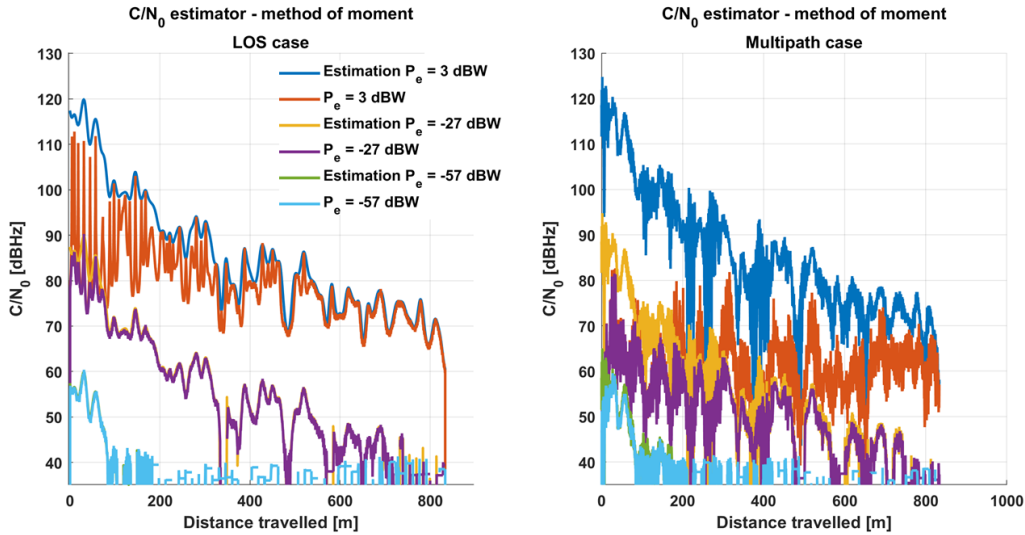 C/N0 estimator - method of moment
LOS case
130
120
110
100
90
80
70
60
50
40
C/N0 [dBHz]
0
200
400
600
800
Distance travelled [m]
Estimation Pe = 3 dBW
Pe = 3 dBW
Estimation Pe = -27 dBW
Pe = -27 dBW
Estimation Pe = -57 dBW
Pe = -57 dBW
C/N0 estimator - method of moment
Multipath case
130
120
110
100
90
80
70
60
50
40
C/N0 [dBHz]
0
200
400
600
800
1000
Distance travelled [m]